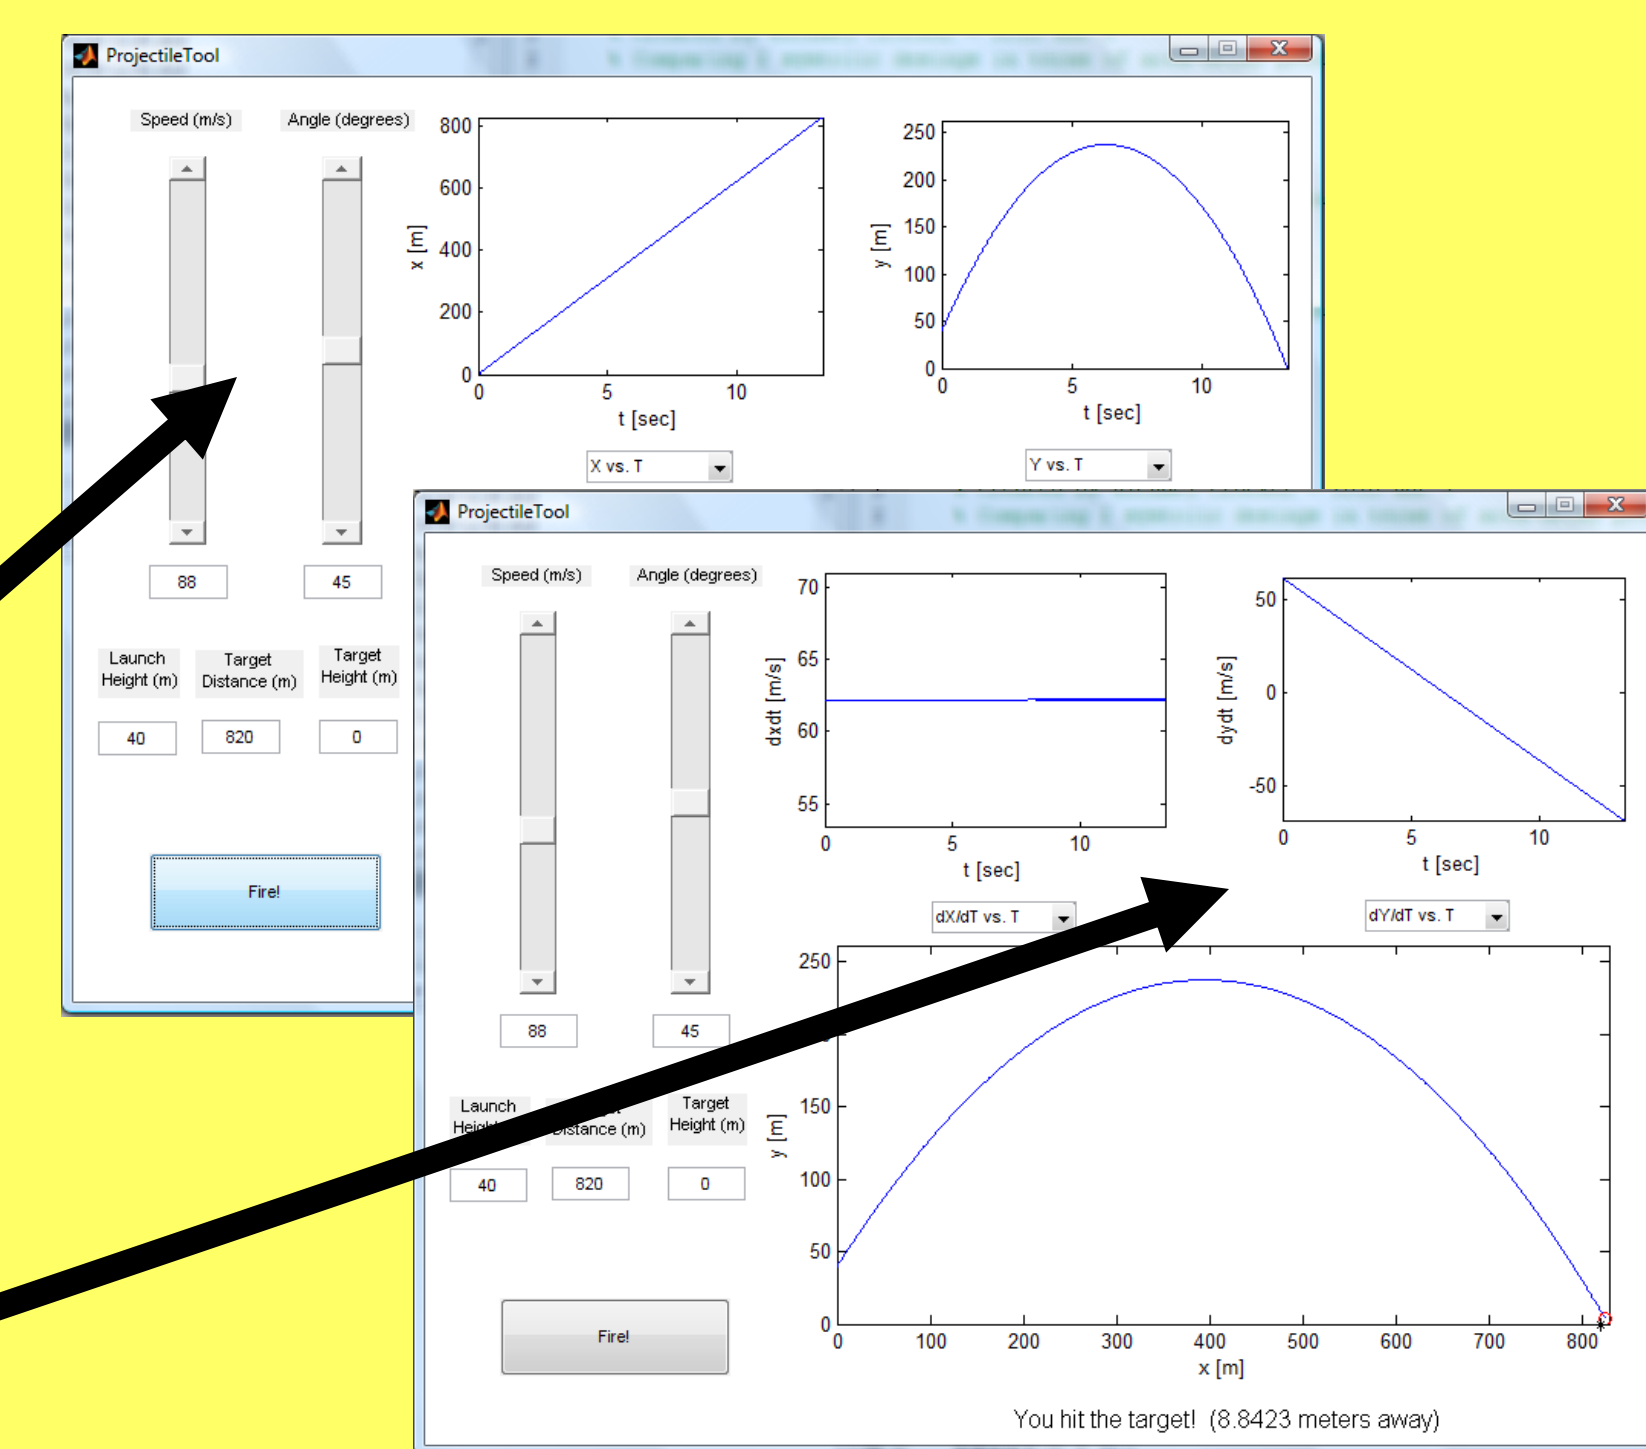 ProjectileTool
Speed (m/s)
Angle (degrees)
800
600
400
200
0
x [m]
0
5
10
t [sec]
X vs. T
250
200
150
100
50
0
y [m]
0
5
10
t [sec]
Y vs. T
88
45
Launch
Height (m)
Target
Distance (m)
Target
Height (m)
40
820
0
Fire!
ProjectileTool
Speed (m/s)
Angle (degrees)
70
65
60
55
dxdt [m/s]
0
5
10
t [sec]
dX/dT vs. T
50
0
-50
dydt [m/s]
0
5
10
t [sec]
dY/dT vs. T
88
45
Launch
Target
Height (m)
Distance (m)
40
820
0
Fire!
250
150
100
50
0
y [m]
0
100
200
300
400
500
600
700
800
x [m]
You hit the target! (8.8423 meters away)